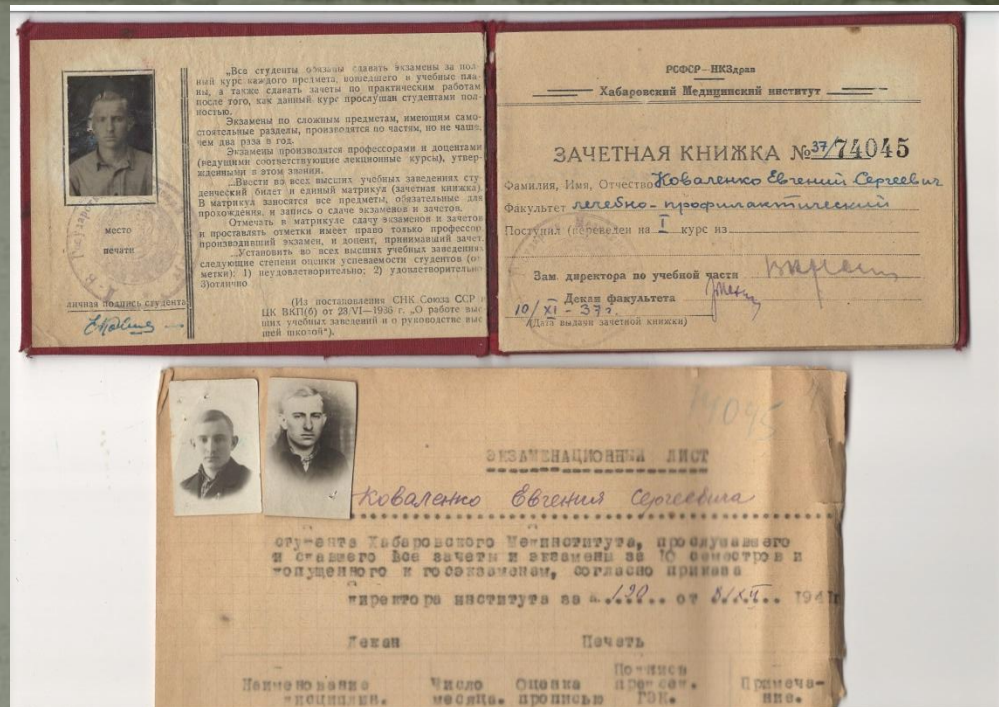 „Все студенты обязаны сдавать экзамены за пол-
ный курс каждого предмета, вошедшего в учебные пла-
ны, а также сдавать зачеты по практическим работам
после того, как данный курс прослушан студентами пол-
ностью.
Экзамены по сложным предметам, имеющим само-
стоятельные разделы, производятся по частям, но не чаще,
чем два раза в год.
Экзамены производятся профессорами и доцентами
(ведущими соответствующие лекционные курсы), утвер-
жденными в этом звании.
...Ввести во всех высших учебных заведениях сту-
денческий билет и единый матрикул (зачетная книжка).
В матрикул заносятся все предметы, обязательные для
прохождения, и запись о сдаче экзаменов и зачетов.
Отмечать в матрикуле сдачу экзаменов и зачетов
и проставлять отметки имеет право только профессор,
производивший экзамен, и доцент, принимавший зачет.
...Установить во всех высших учебных заведениях
следующие степени оценки успеваемости студентов (от-
метки): 1) неудовлетворительно; 2) удовлетворительно
3)отлично
(Из постановления СНК Союза ССР и
ЦК ВКП(б) от 23/VI—1936 г. „О работе выс-
ших учебных заведений и о руководстве выс-
шей школой“).
место
печати
личная подпись студента
РСФСР—НКЗдрав
Хабаровский Медицинский институт
ЗАЧЕТНАЯ КНИЖКА № 37/74045
Фамилия, Имя, Отчество Коваленко Евгений Сергеевич
Факультет лечебно-профилактический
Поступил (переведен на I курс из
Зам. директора по учебной части
Декан факультета
10/XI-37г.
(Дата выдачи зачетной книжки)
ЭКЗАМЕНАЦИОННЫЙ ЛИСТ
Коваленко Евгения Сергеевича
студента Хабаровского Мединститута, прослушавшего
и сдавшего все зачеты и экзамены за 10 семестров и
допущенного к госэкзаменам, согласно приказа
директора института за № 120 от
Декан Печать
Наименование дисциплин. Число месяца. Оценка прописью Подпись председ. ГЭК. Примеча-
ние.